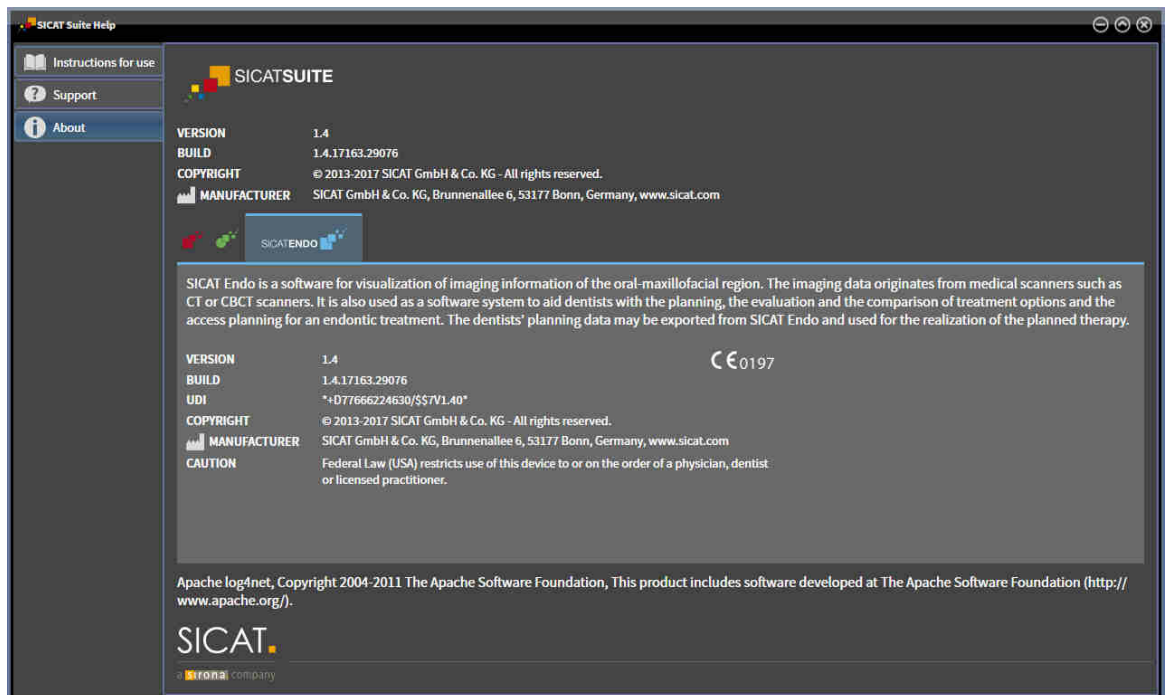 SICAT Suite Help
Instructions for use
Support
About
SICATSUITE
VERSION 1.4
BUILD 1.4.17163.29076
COPYRIGHT © 2013-2017 SICAT GmbH & Co. KG - All rights reserved.
MANUFACTURER SICAT GmbH & Co. KG, Brunnenallee 6, 53177 Bonn, Germany, www.sicat.com
SICATENDO
SICAT Endo is a software for visualization of imaging information of the oral-maxillofacial region. The imaging data originates from medical scanners such as
CT or CBCT scanners. It is also used as a software system to aid dentists with the planning, the evaluation and the comparison of treatment options and the
access planning for an endontic treatment. The dentists' planning data may be exported from SICAT Endo and used for the realization of the planned therapy.
VERSION 1.4
CE0197
BUILD 1.4.17163.29076
UDI *+D77666224630/$$7V1.40*
COPYRIGHT © 2013-2017 SICAT GmbH & Co. KG - All rights reserved.
MANUFACTURER SICAT GmbH & Co. KG, Brunnenallee 6, 53177 Bonn, Germany, www.sicat.com
CAUTION Federal Law (USA) restricts use of this device to or on the order of a physician, dentist
or licensed practitioner.
Apache log4net, Copyright 2004-2011 The Apache Software Foundation, This product includes software developed at The Apache Software Foundation (http://
www.apache.org/).
SICAT.
a sirona company